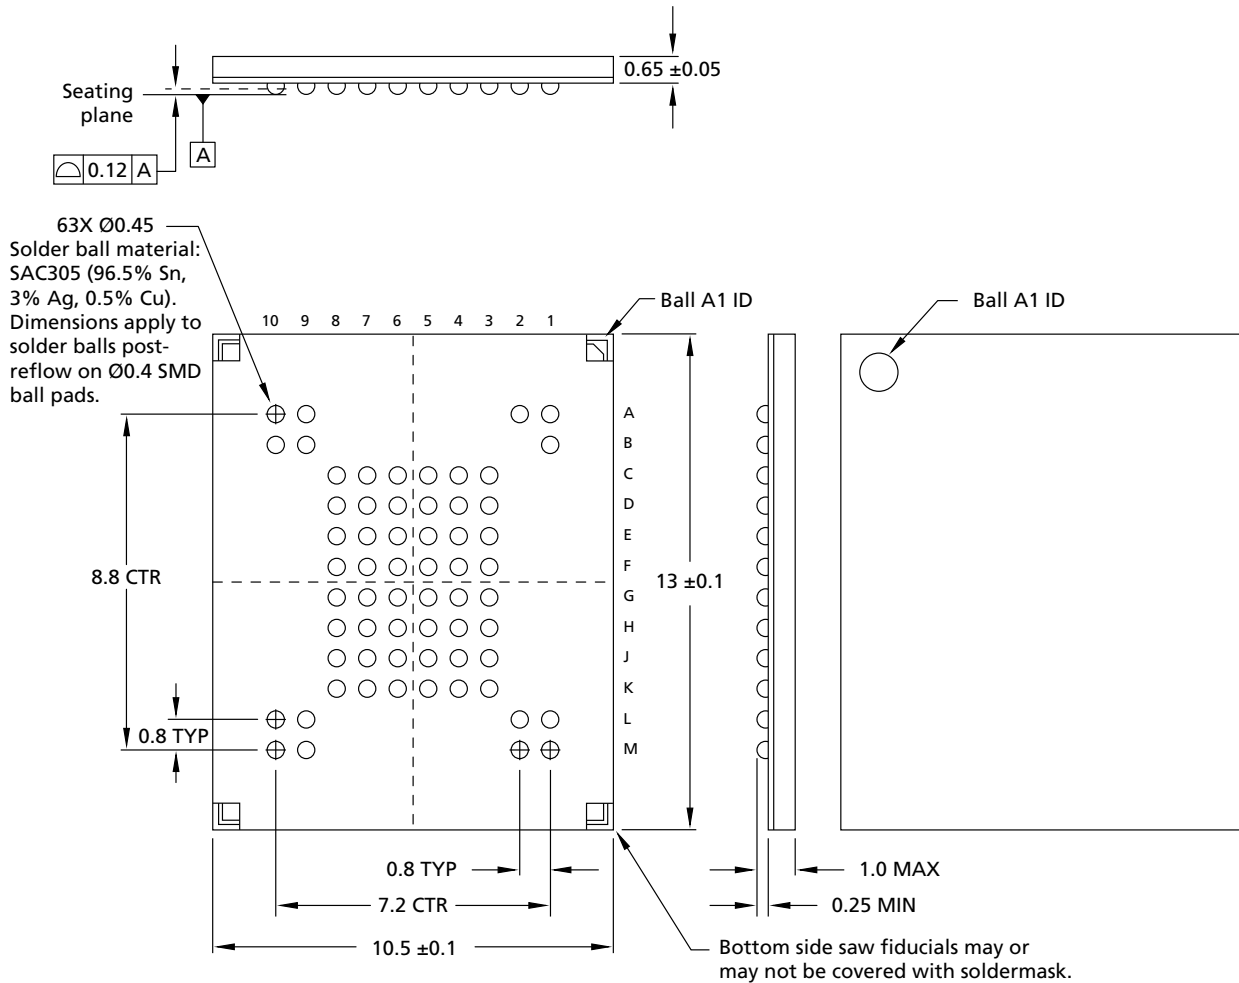 0.65 ±0.05
Seating
plane
A
0.12 A
63X Ø0.45
Solder ball material:
SAC305 (96.5% Sn,
3% Ag, 0.5% Cu).
Dimensions apply to
solder balls post-
reflow on Ø0.4 SMD
ball pads.
Ball A1 ID
Ball A1 ID
10 9 8 7 6 5 4 3 2 1
A
B
C
D
E
F
G
H
J
K
L
M
8.8 CTR
13 ±0.1
0.8 TYP
0.8 TYP
1.0 MAX
7.2 CTR
0.25 MIN
10.5 ±0.1
Bottom side saw fiducials may or
may not be covered with soldermask.